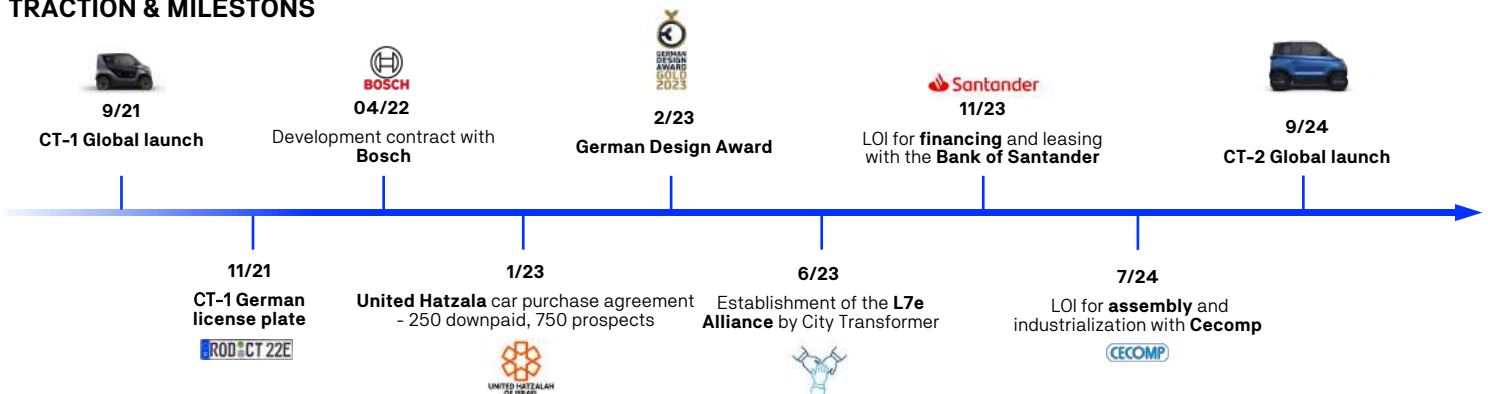 TRACTION & MILESTONS
9/21
CT-1 Global launch
BOSCH
04/22
Development contract with
Bosch
GERMAN
DESIGN
AWARD
GOLD
2023
2/23
German Design Award
Santander
11/23
LOI for financing and leasing
with the Bank of Santander
9/24
CT-2 Global launch
11/21
CT-1 German
license plate
ROD CT 22E
1/23
United Hatzala car purchase agreement
- 250 downpaid, 750 prospects
UNITED HATZALAH
OF ISRAEL
6/23
Establishment of the L7e
Alliance by City Transformer
7/24
LOI for assembly and
industrialization with Cecomp
CECOMP